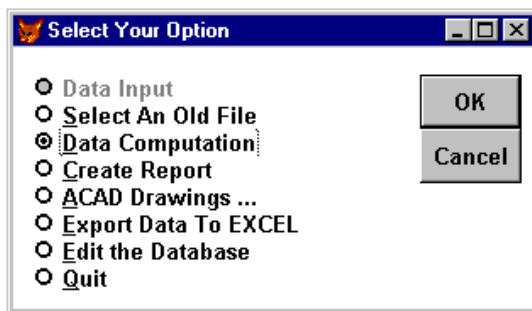 Select Your Option
Data Input
Select An Old File
Data Computation
Create Report
ACAD Drawings ...
Export Data To EXCEL
Edit the Database
Quit
OK
Cancel